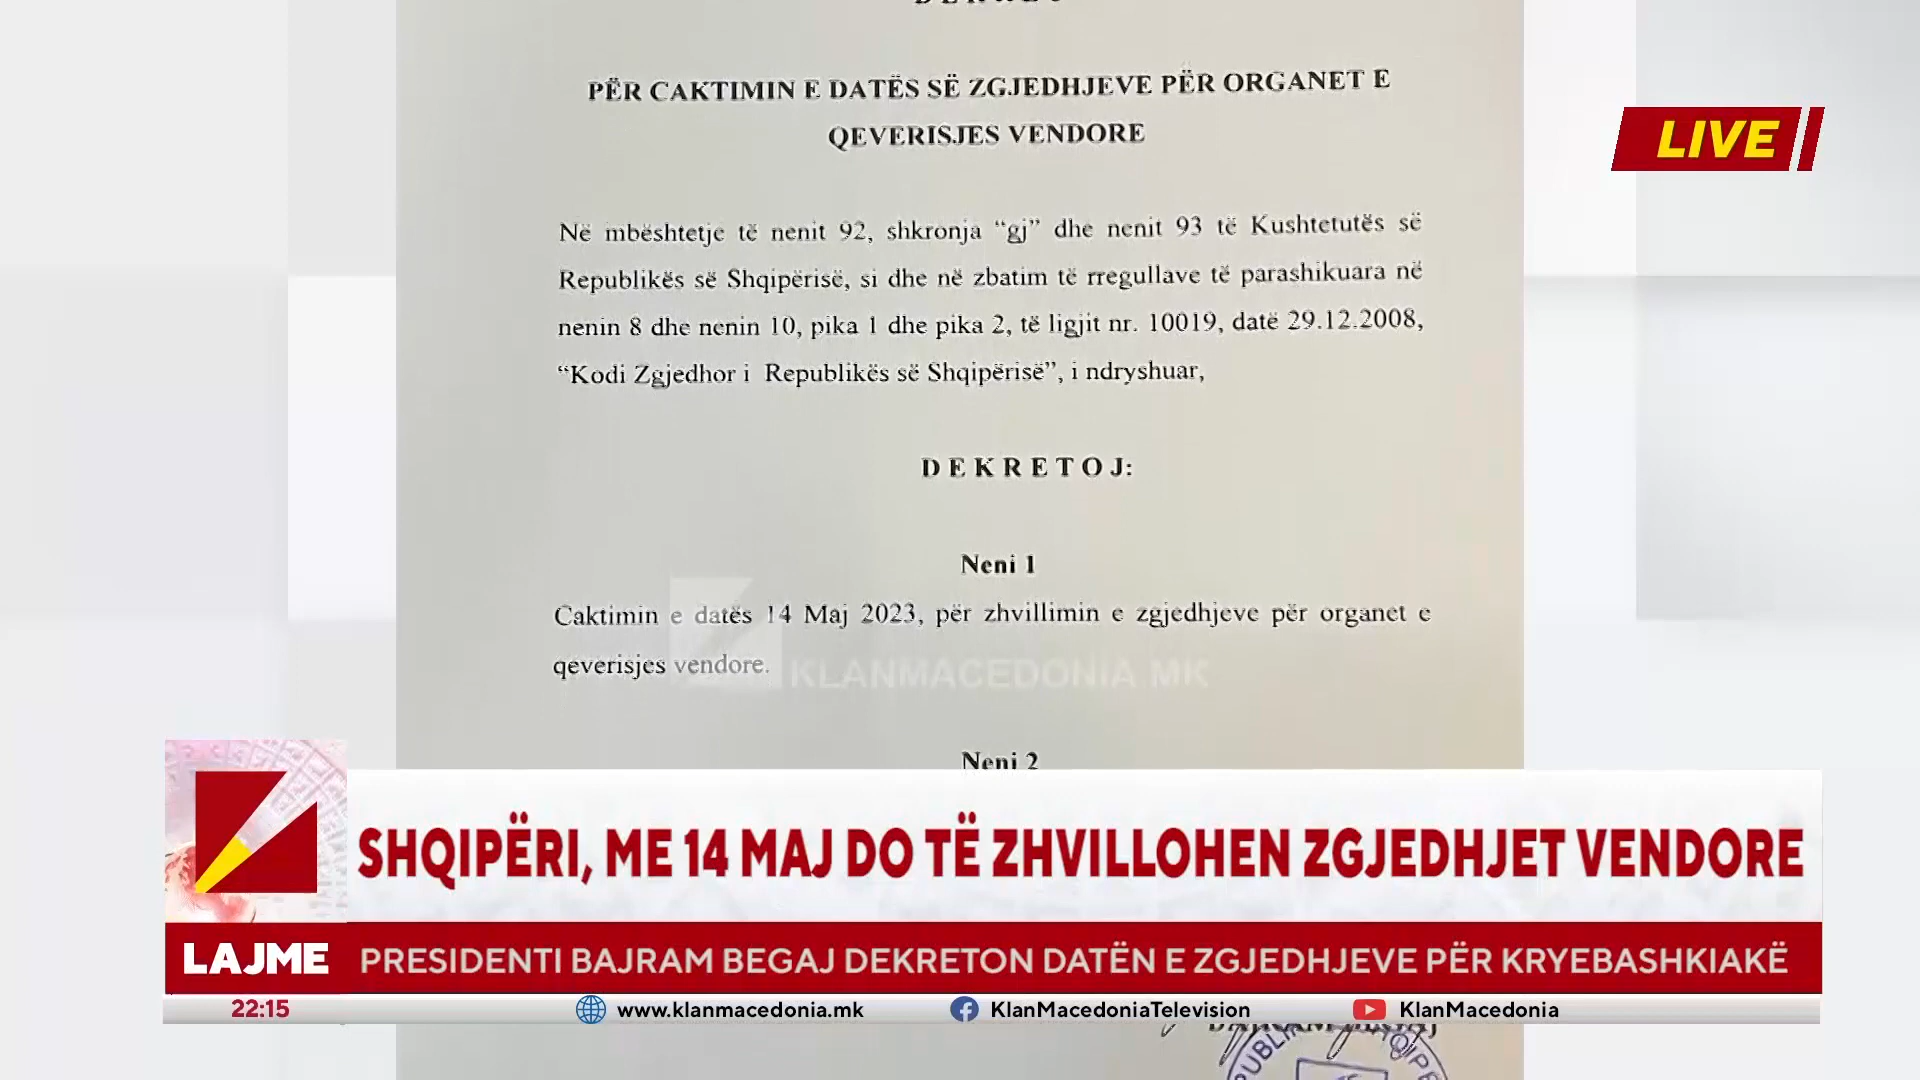 PËR CAKTIMIN E DATËS SË ZGJEDHJEVE PËR ORGANET E
QEVERISJES VENDORE
LIVE
Në mbështetje të nenit 92, shkronja “gj” dhe nenit 93 të Kushtetutës së
Republikës së Shqipërisë, si dhe në zbatim të rregullave të parashikuara në
nenin 8 dhe nenin 10, pika 1 dhe pika 2, të ligjit nr. 10019, datë 29.12.2008,
“Kodi Zgjedhor i Republikës së Shqipërisë”, i ndryshuar,
D E K R E T O J:
Neni 1
Caktimin e datës 14 Maj 2023, për zhvillimin e zgjedhjeve për organet e
qeverisjes vendore.
KLANMACEDONIA.MK
Neni 2
SHQIPËRI, ME 14 MAJ DO TË ZHVILLOHEN ZGJEDHJET VENDORE
LAJME PRESIDENTI BAJRAM BEGAJ DEKRETON DATËN E ZGJEDHJEVE PËR KRYEBASHKIAKË
22:15 www.klanmacedonia.mk KlanMacedoniaTelevision KlanMacedonia